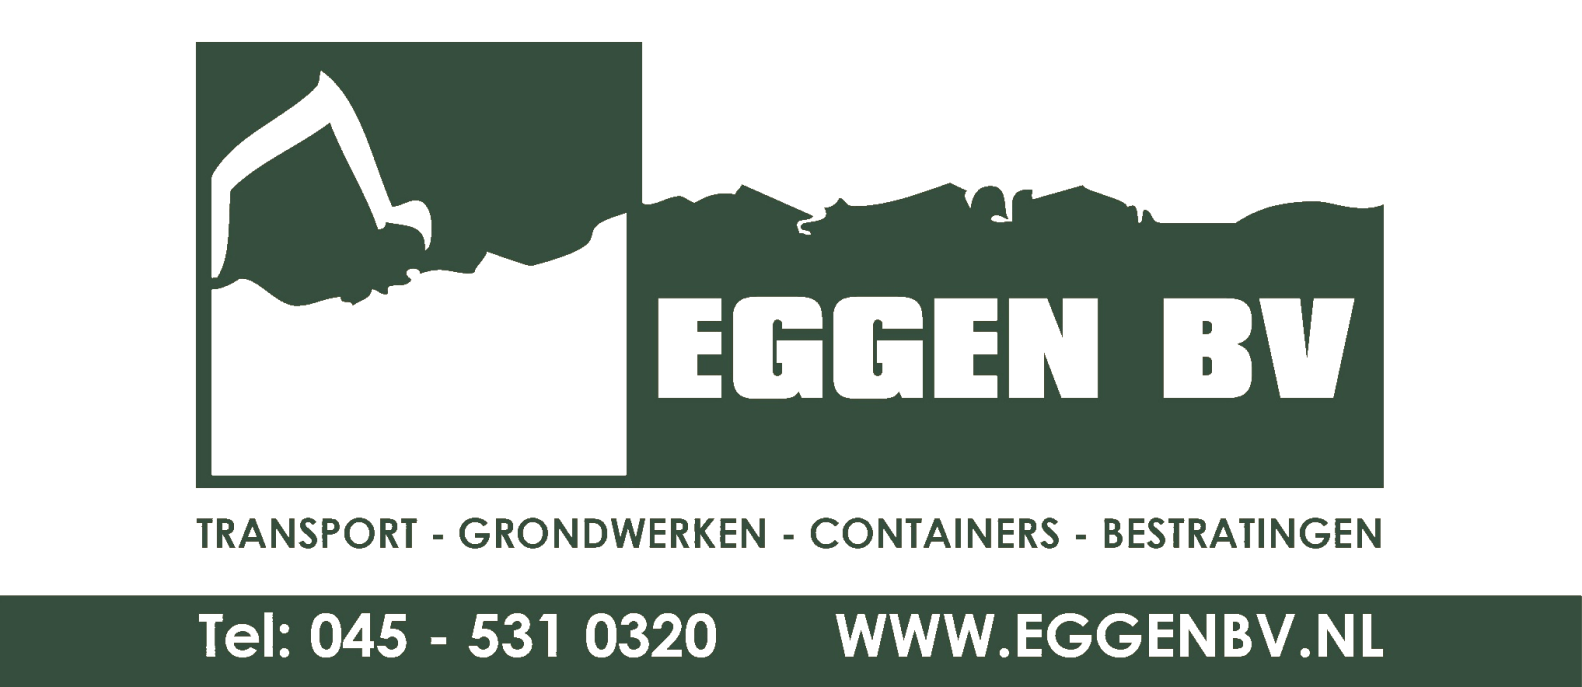 EGGEN BV
TRANSPORT - GRONDWERKEN - CONTAINERS - BESTRATINGEN
Tel: 045 - 531 0320 WWW.EGGENBV.NL